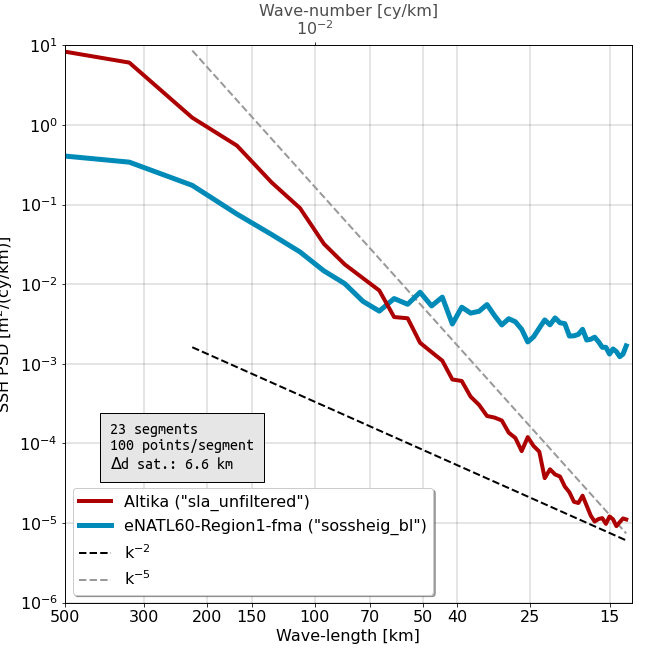 Wave-number [cy/km]
10⁻²
10¹
10⁰
10⁻¹
10⁻²
10⁻³
10⁻⁴
10⁻⁵
10⁻⁶
SSH PSD [m²/(cy/km)]
23 segments
100 points/segment
Δd sat.: 6.6 km
Altika ("sla_unfiltered")
eNATL60-Region1-fma ("sossheig_bl")
k⁻²
k⁻⁵
500 300 200 150 100 70 50 40 25 15
Wave-length [km]